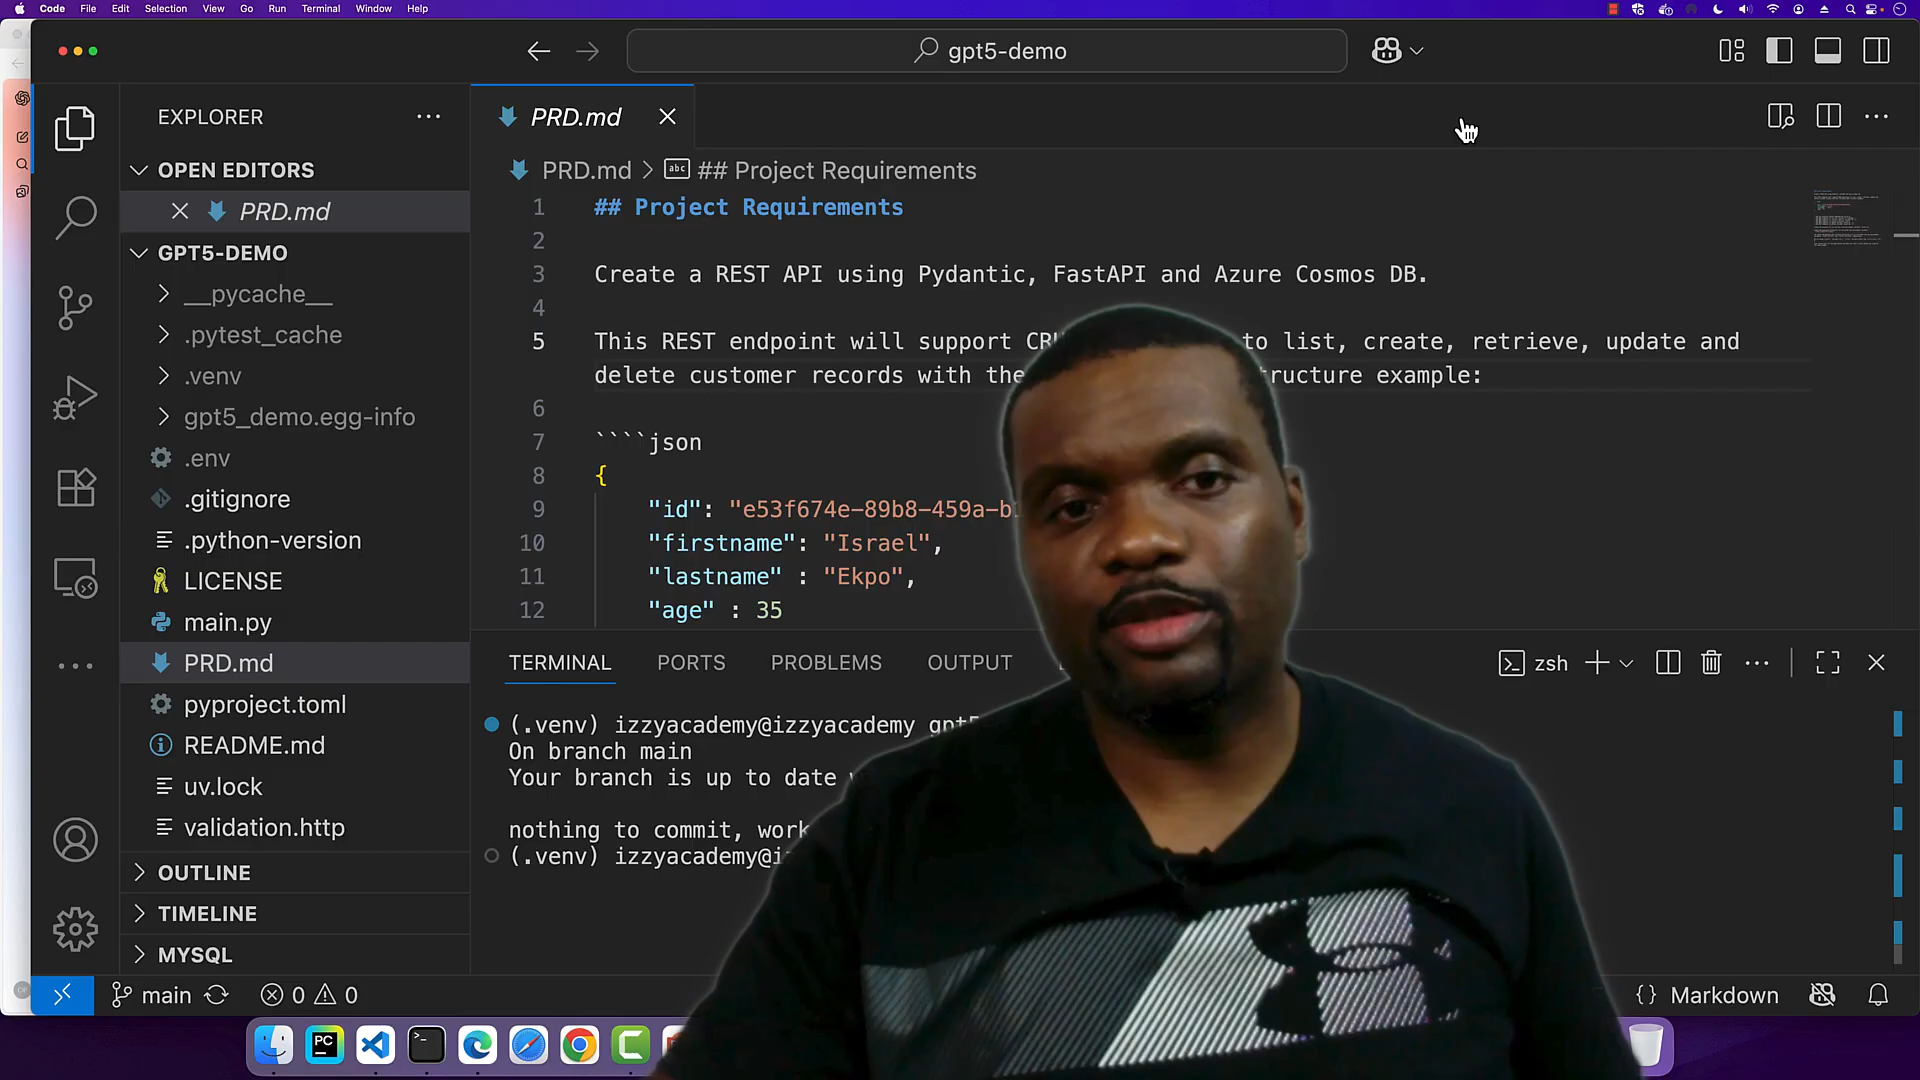 Code File Edit Selection View Go Run Terminal Window Help
gpt5-demo
EXPLORER
OPEN EDITORS
PRD.md
GPT5-DEMO
__pycache__
.pytest_cache
.venv
gpt5_demo.egg-info
.env
.gitignore
.python-version
LICENSE
main.py
PRD.md
pyproject.toml
README.md
uv.lock
validation.http
OUTLINE
TIMELINE
MYSQL
PRD.md
PRD.md > abc ## Project Requirements
1 ## Project Requirements
2
3 Create a REST API using Pydantic, FastAPI and Azure Cosmos DB.
4
5 This REST endpoint will support to list, create, retrieve, update and
delete customer records with the example:
6
7 ````json
8 {
9 "id": "e53f674e-89b8-459a-b
10 "firstname": "Israel",
11 "lastname" : "Ekpo",
12 "age" : 35
TERMINAL PORTS PROBLEMS OUTPUT zsh
(.venv) izzyacademy@izzyacademy gpt5
On branch main
Your branch is up to date
nothing to commit, work
(.venv) izzyacademy@i
main 0 0 {} Markdown
PC